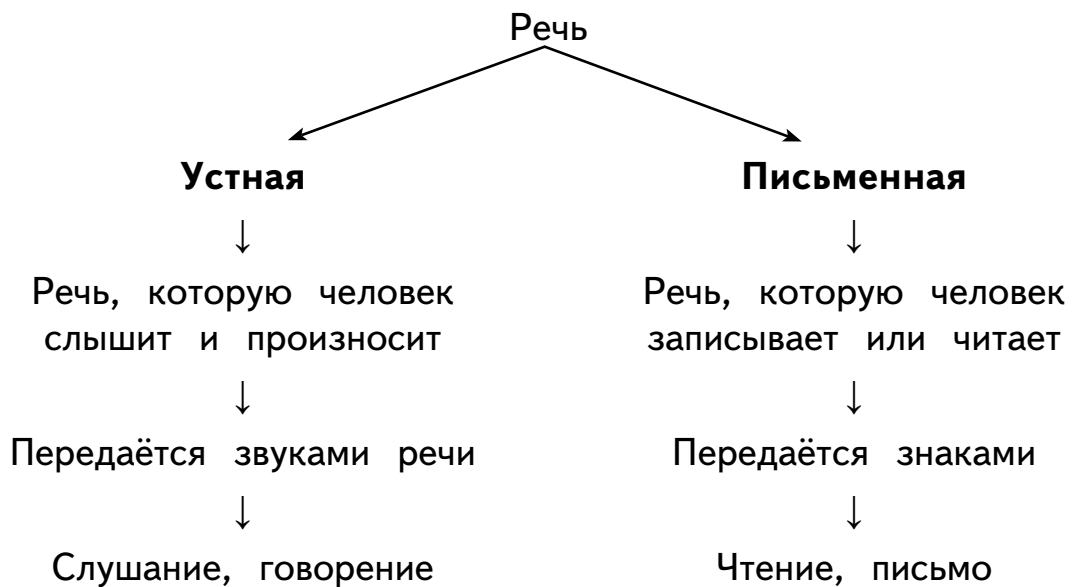 Речь
Устная
Письменная
↓
↓
Речь, которую человек
слышит и произносит
Речь, которую человек
записывает или читает
↓
↓
Передаётся звуками речи
Передаётся знаками
↓
↓
Слушание, говорение
Чтение, письмо